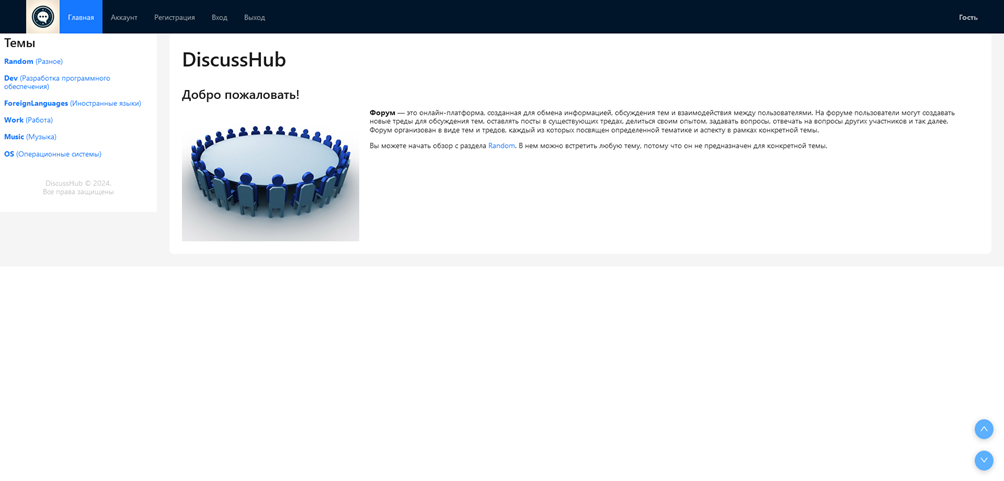 Главная Аккаунт Регистрация Вход Выход Гость
Темы
Random (Разное)
Dev (Разработка программного
обеспечения)
ForeignLanguages (Иностранные языки)
Work (Работа)
Music (Музыка)
OS (Операционные системы)
DiscussHub © 2024.
Все права защищены
DiscussHub
Добро пожаловать!
Форум — это онлайн-платформа, созданная для обмена информацией, обсуждения тем и взаимодействия между пользователями. На форуме пользователи могут создавать
новые треды для обсуждения тем, оставлять посты в существующих тредах, делиться своим опытом, задавать вопросы, отвечать на вопросы других участников и так далее.
Форум организован в виде тем и тредов, каждый из которых посвящен определенной тематике и аспекту в рамках конкретной темы.
Вы можете начать обзор с раздела Random. В нем можно встретить любую тему, потому что он не предназначен для конкретной темы.